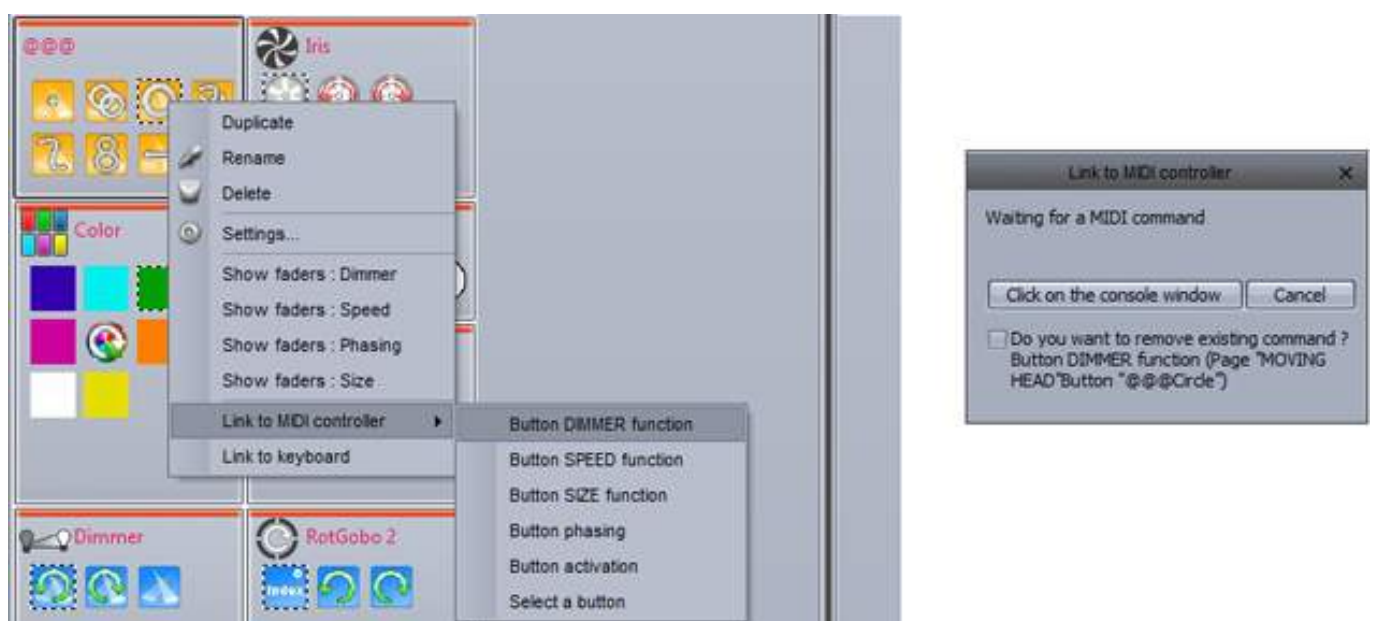 @@@
Iris
Duplicate
Rename
Delete
Settings...
Show faders : Dimmer
Show faders : Speed
Show faders : Phasing
Show faders : Size
Link to MIDI controller
Link to keyboard
Button DIMMER function
Button SPEED function
Button SIZE function
Button phasing
Button activation
Select a button
Color
Dimmer
RotGobo 2
Index
Link to MIDI controller
Waiting for a MIDI command
Click on the console window
Cancel
Do you want to remove existing command ?
Button DIMMER function (Page "MOVING
HEAD"Button "@@@Circle")